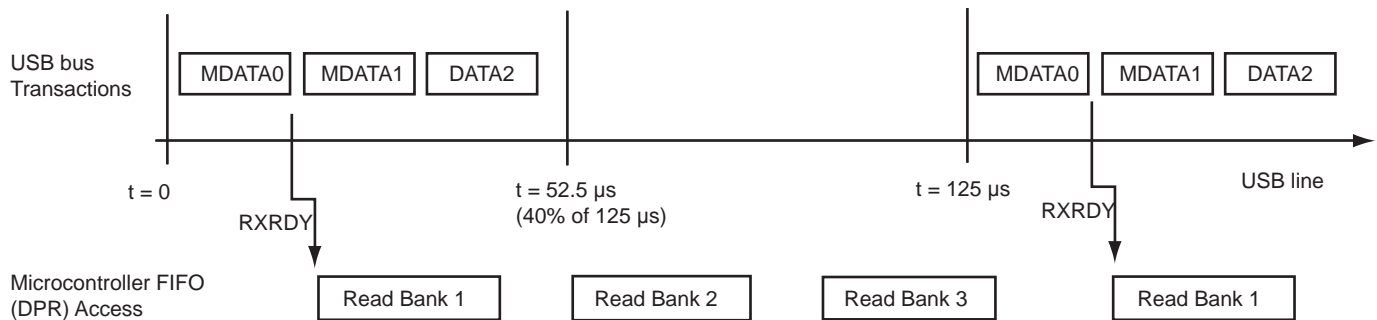 USB bus
Transactions
MDATA0 MDATA1 DATA2 MDATA0 MDATA1 DATA2
t = 0
t = 52.5 µs
(40% of 125 µs)
t = 125 µs
USB line
RXRDY
RXRDY
Microcontroller FIFO
(DPR) Access
Read Bank 1 Read Bank 2 Read Bank 3 Read Bank 1